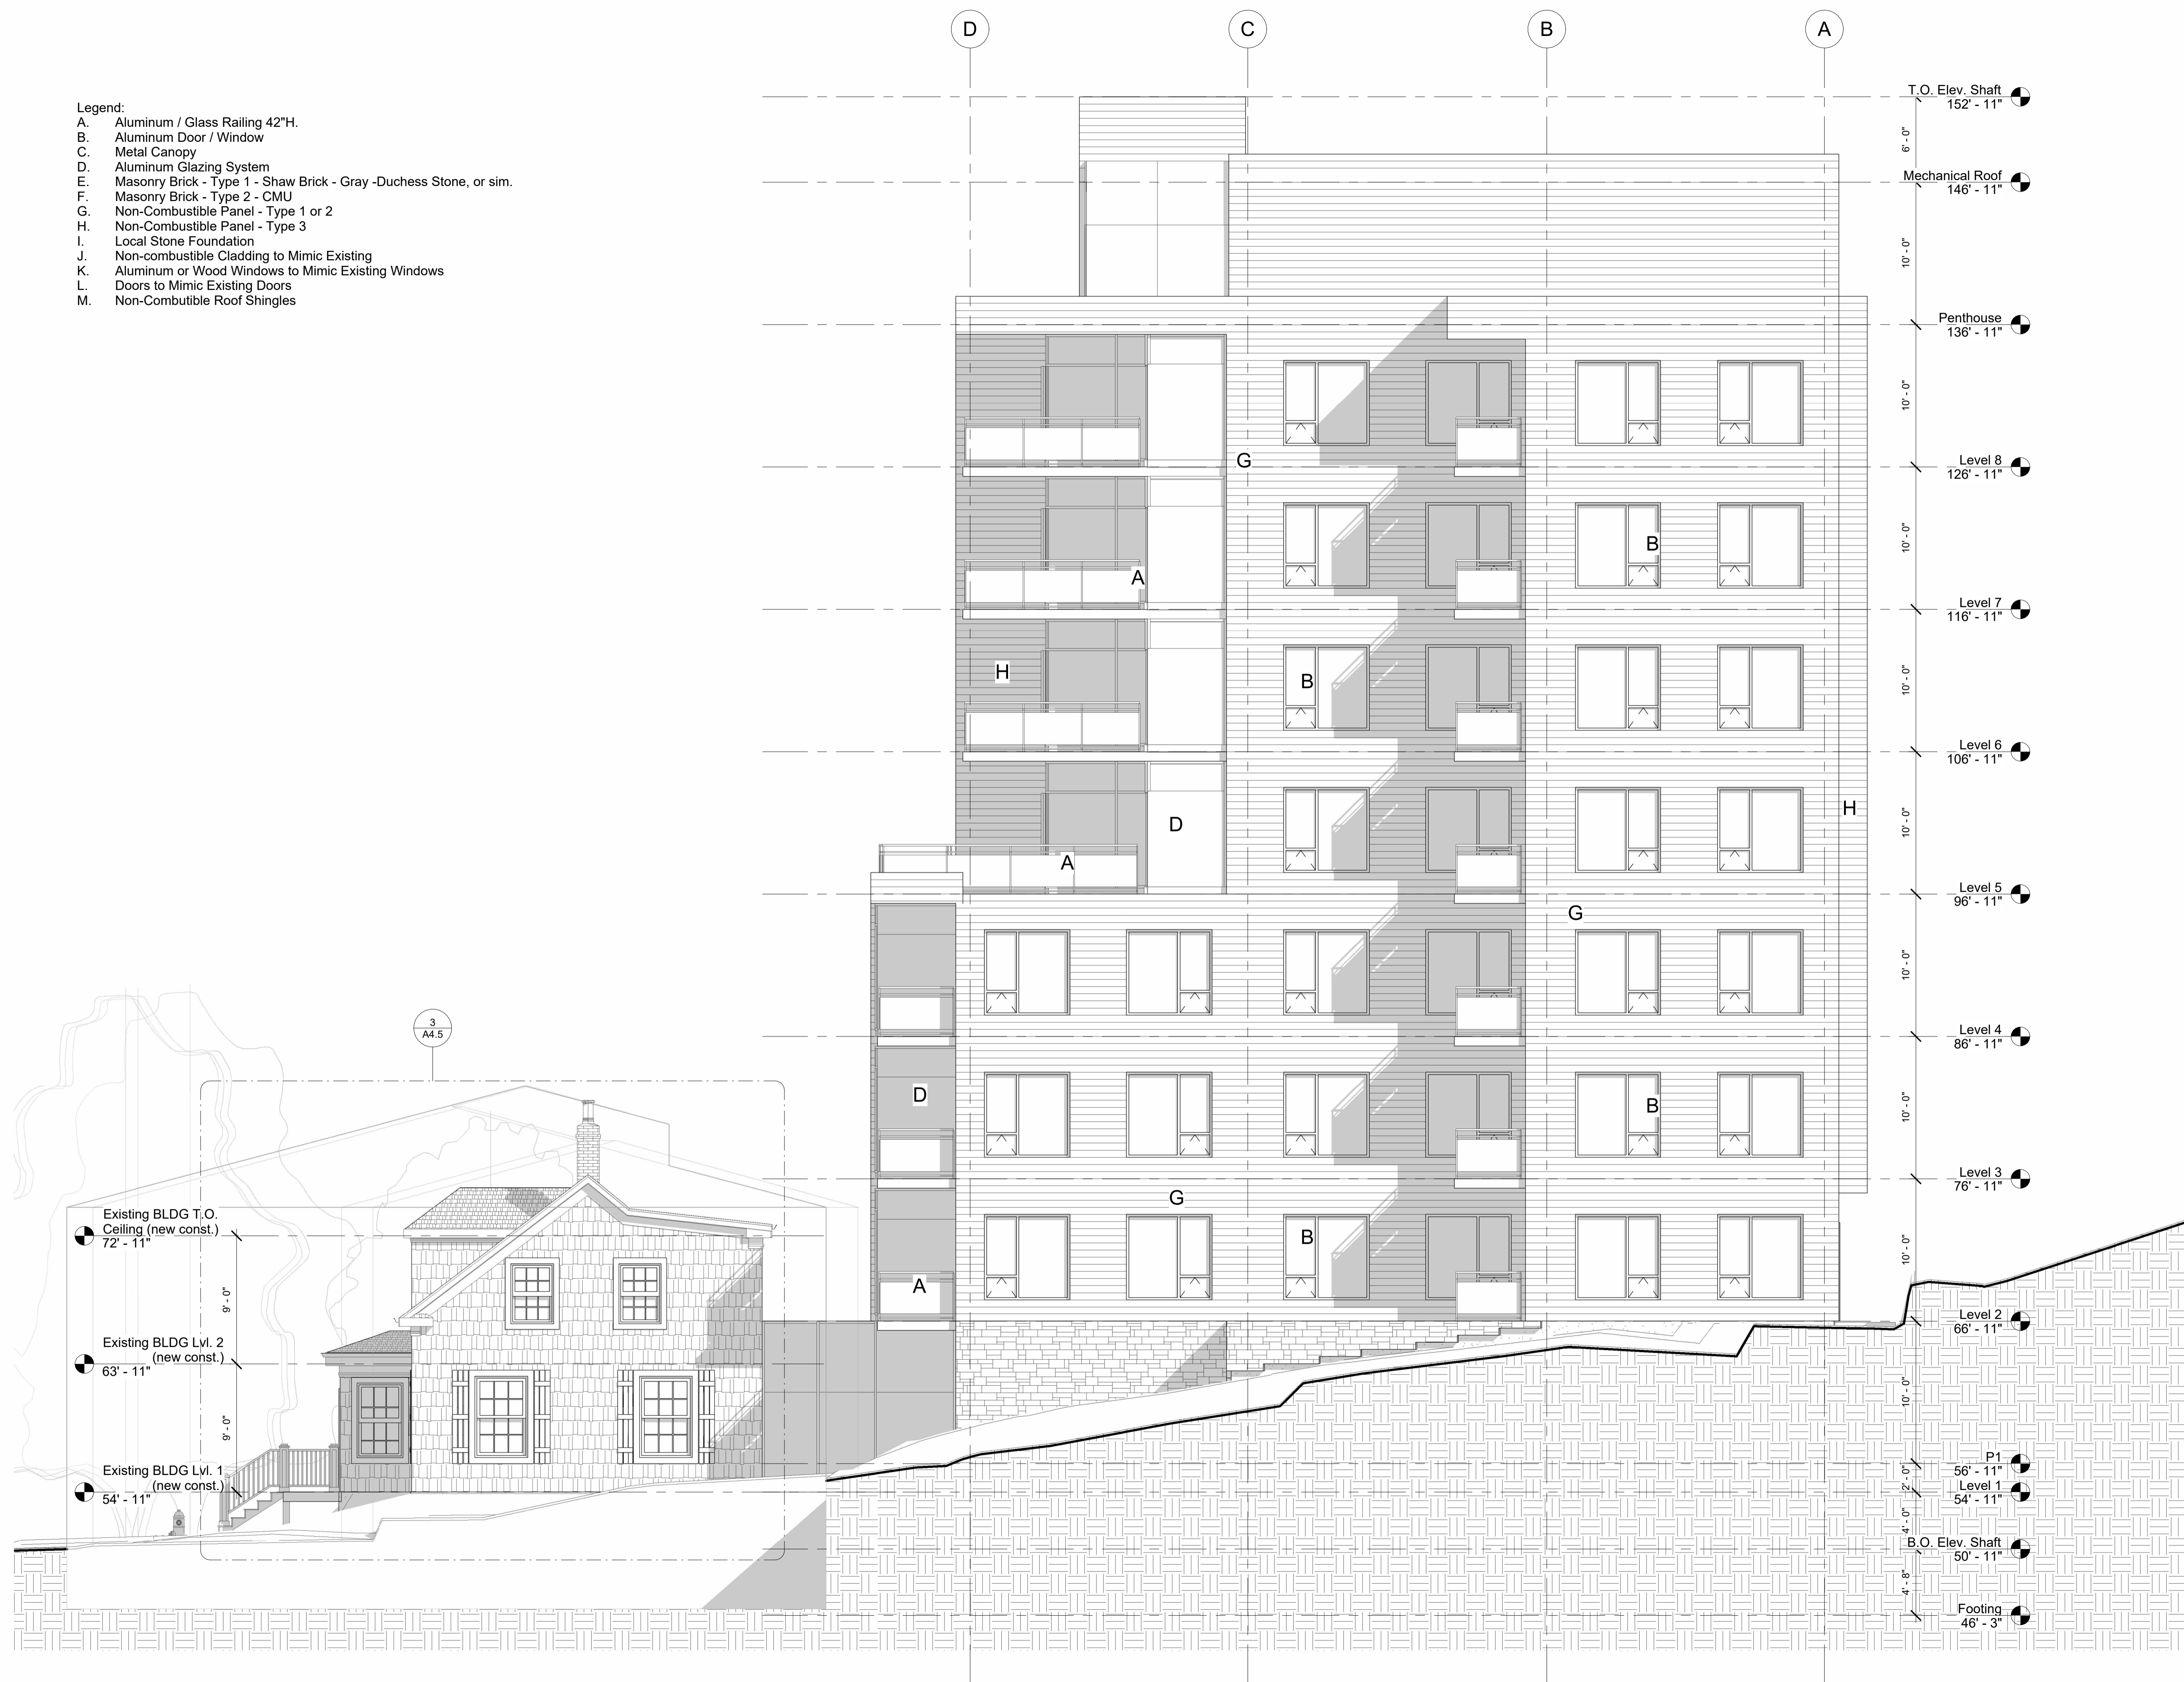 D
C
B
A
Legend:
A. Aluminum / Glass Railing 42"H.
B. Aluminum Door / Window
C. Metal Canopy
D. Aluminum Glazing System
E. Masonry Brick - Type 1 - Shaw Brick - Gray -Duchess Stone, or sim.
F. Masonry Brick - Type 2 - CMU
G. Non-Combustible Panel - Type 1 or 2
H. Non-Combustible Panel - Type 3
I. Local Stone Foundation
J. Non-combustible Cladding to Mimic Existing
K. Aluminum or Wood Windows to Mimic Existing Windows
L. Doors to Mimic Existing Doors
M. Non-Combutible Roof Shingles
T.O. Elev. Shaft
152' - 11"
6' - 0"
Mechanical Roof
146' - 11"
10' - 0"
Penthouse
136' - 11"
10' - 0"
G
Level 8
126' - 11"
10' - 0"
B
A
Level 7
116' - 11"
H
B
10' - 0"
Level 6
106' - 11"
H
D
10' - 0"
A
Level 5
96' - 11"
G
10' - 0"
3
A4.5
Level 4
86' - 11"
D
B
10' - 0"
Level 3
76' - 11"
G
Existing BLDG T.O.
Ceiling (new const.)
72' - 11"
B
10' - 0"
A
9' - 0"
Level 2
66' - 11"
Existing BLDG Lvl. 2
(new const.)
63' - 11"
10' - 0"
9' - 0"
P1
56' - 11"
Existing BLDG Lvl. 1
(new const.)
54' - 11"
2' - 0"
Level 1
54' - 11"
4' - 0"
B.O. Elev. Shaft
50' - 11"
4' - 8"
Footing
46' - 3"